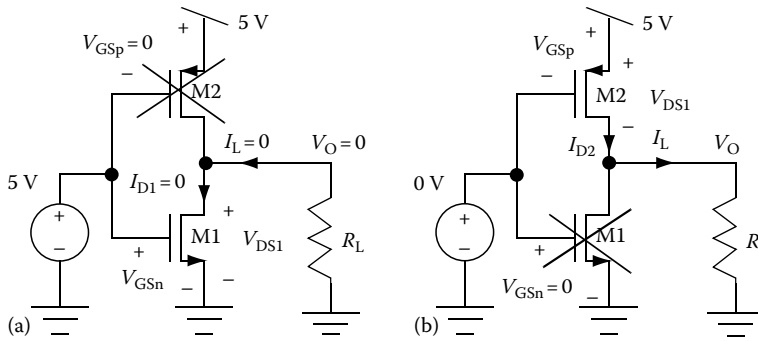 +
5 V
V_GSp = 0
−
M2
I_L = 0
V_O = 0
5 V
I_D1 = 0
+
−
+
M1
+
V_DS1
R_L
V_GSn
−
−
(a)
+
5 V
V_GSp
−
+
M2
V_DS1
−
I_D2
I_L
V_O
0 V
+
−
+
M1
R
V_GSn = 0
−
(b)